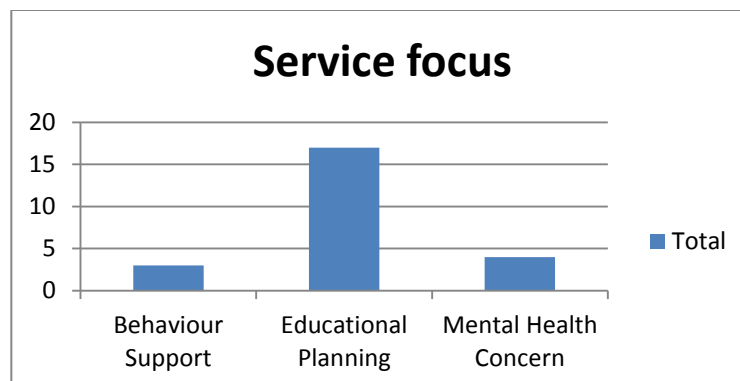 Service focus
20
15
10
5
0
Total
Behaviour Support
Educational Planning
Mental Health Concern